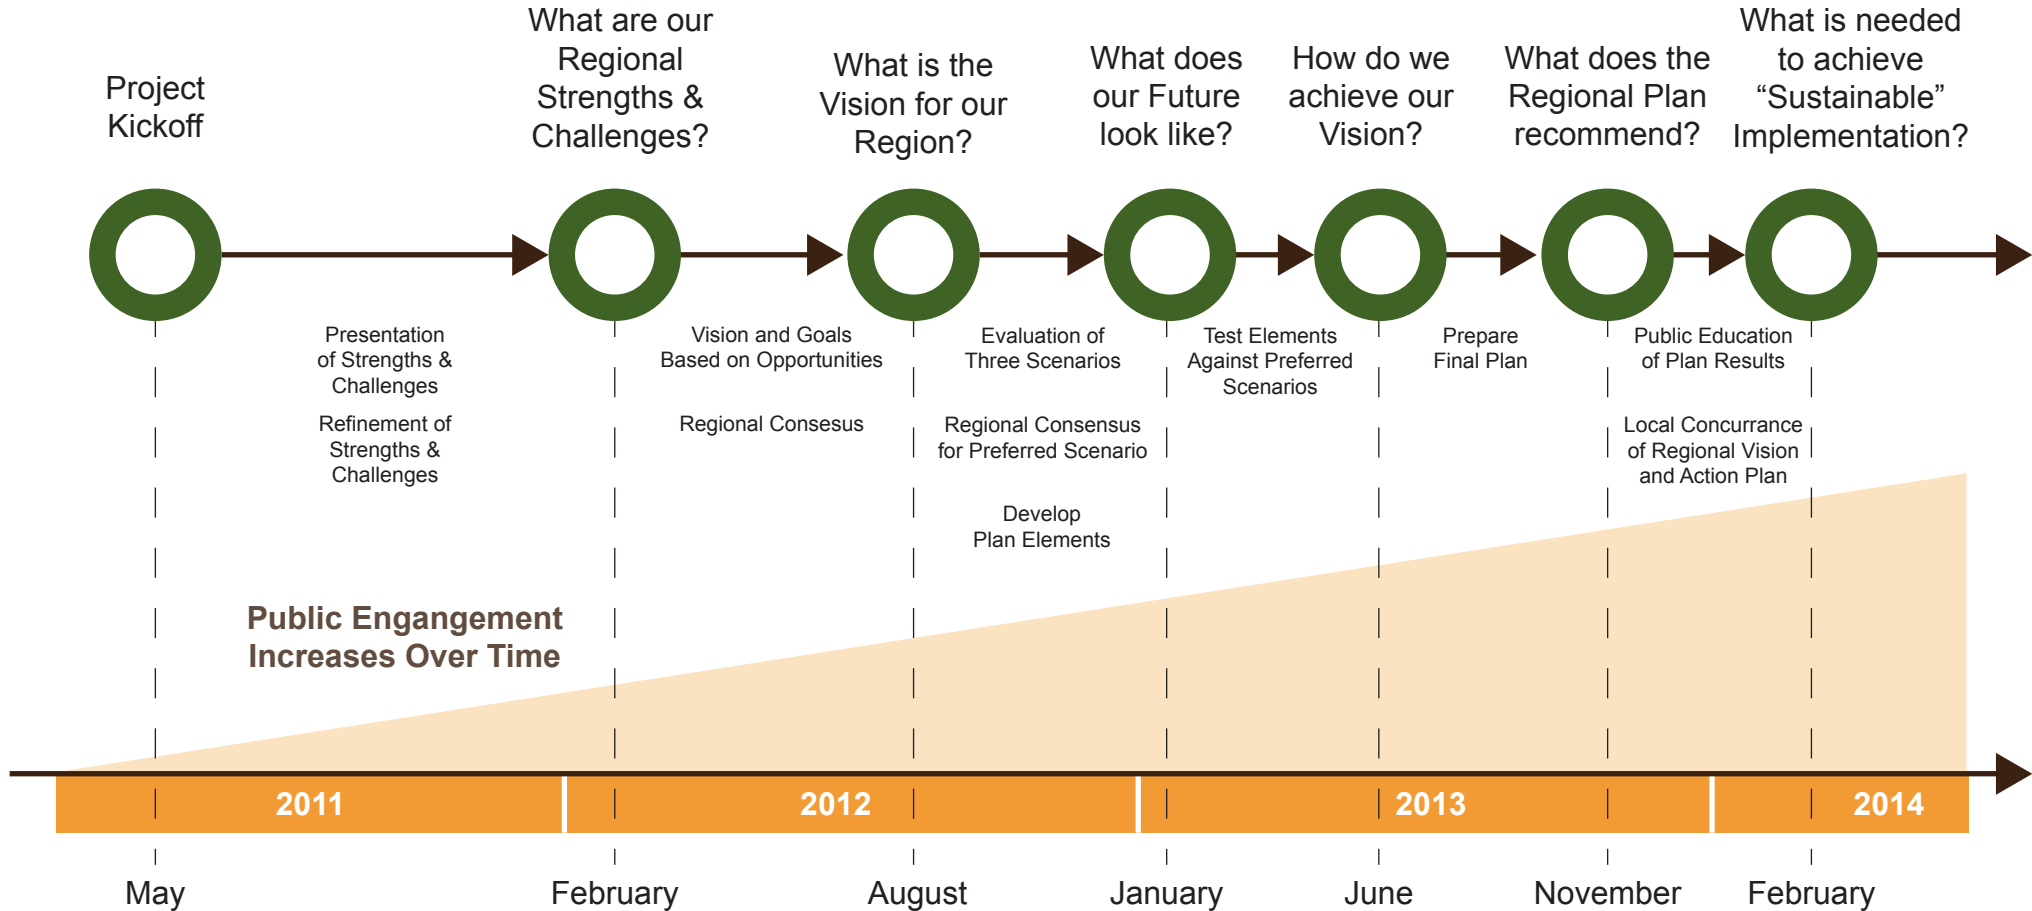 Project
Kickoff
What are our
Regional
Strengths &
Challenges?
What is the
Vision for our
Region?
What does
our Future
look like?
How do we
achieve our
Vision?
What does the
Regional Plan
recommend?
What is needed
to achieve
“Sustainable”
Implementation?
Presentation
of Strengths &
Challenges
Refinement of
Strengths &
Challenges
Vision and Goals
Based on Opportunities
Regional Consesus
Evaluation of
Three Scenarios
Regional Consensus
for Preferred Scenario
Develop
Plan Elements
Test Elements
Against Preferred
Scenarios
Prepare
Final Plan
Public Education
of Plan Results
Local Concurrance
of Regional Vision
and Action Plan
Public Engangement
Increases Over Time
2011
2012
2013
2014
May
February
August
January
June
November
February